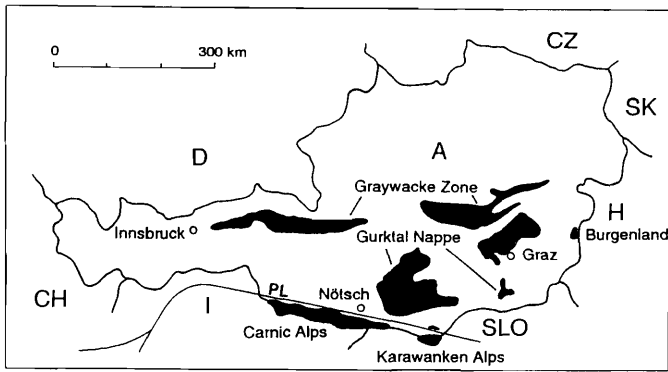 CZ
0 300 km
SK
D
A
Graywacke Zone
Innsbruck
H
Burgenland
Gurktal Nappe
Graz
CH
I
PL
Nötsch
SLO
Carnic Alps
Karawanken Alps